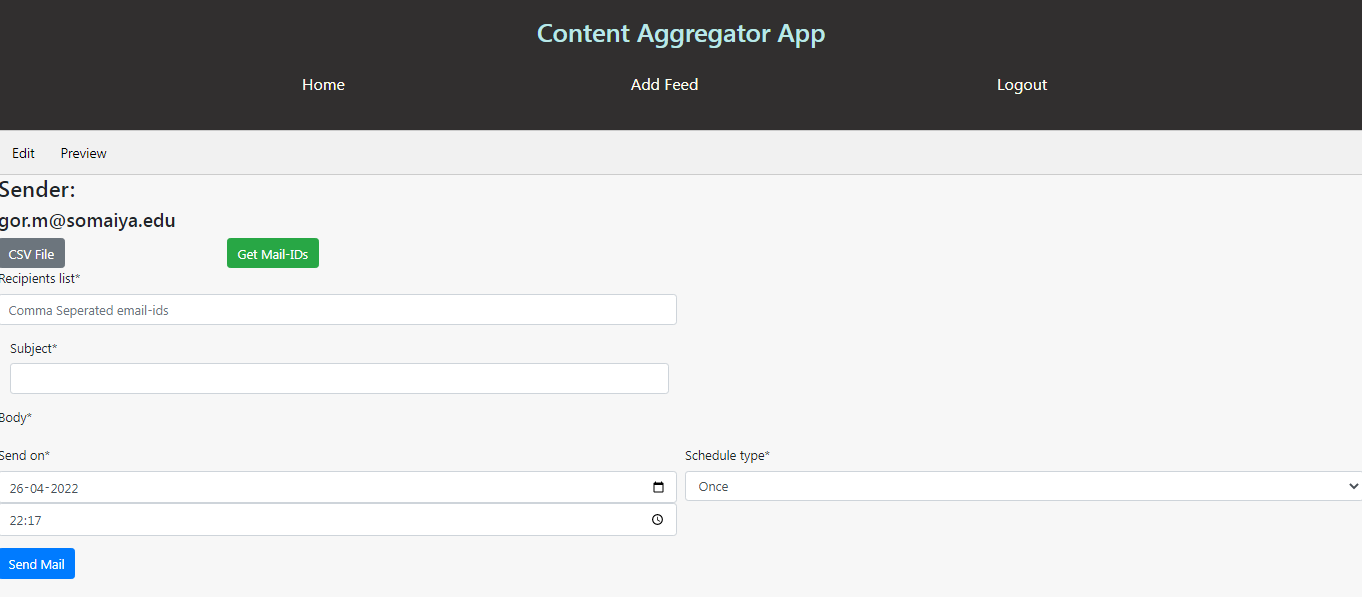 Content Aggregator App
Home Add Feed Logout
Edit Preview
Sender:
gor.m@somaiya.edu
CSV File Get Mail-IDs
Recipients list*
Comma Seperated email-ids
Subject*
Body*
Send on* Schedule type*
26-04-2022 Once
22:17
Send Mail